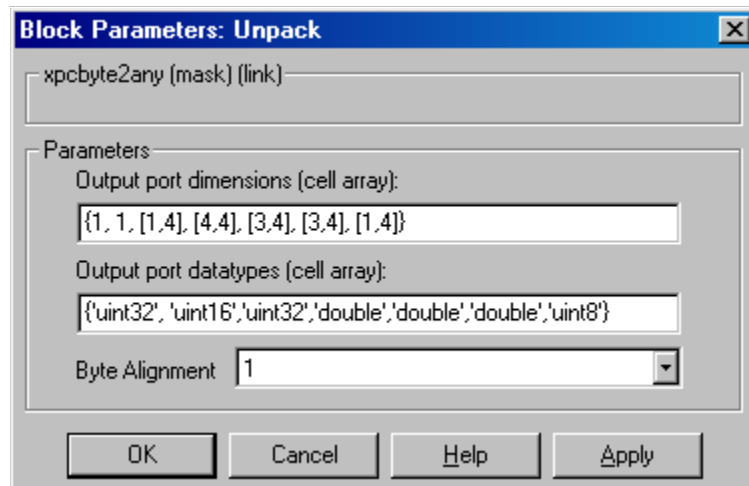 Block Parameters: Unpack
xpcbyte2any (mask) (link)
Parameters
Output port dimensions (cell array):
{1, 1, [1,4], [4,4], [3,4], [3,4], [1,4]}
Output port datatypes (cell array):
{'uint32', 'uint16','uint32','double','double','double','uint8'}
Byte Alignment 1
OK Cancel Help Apply